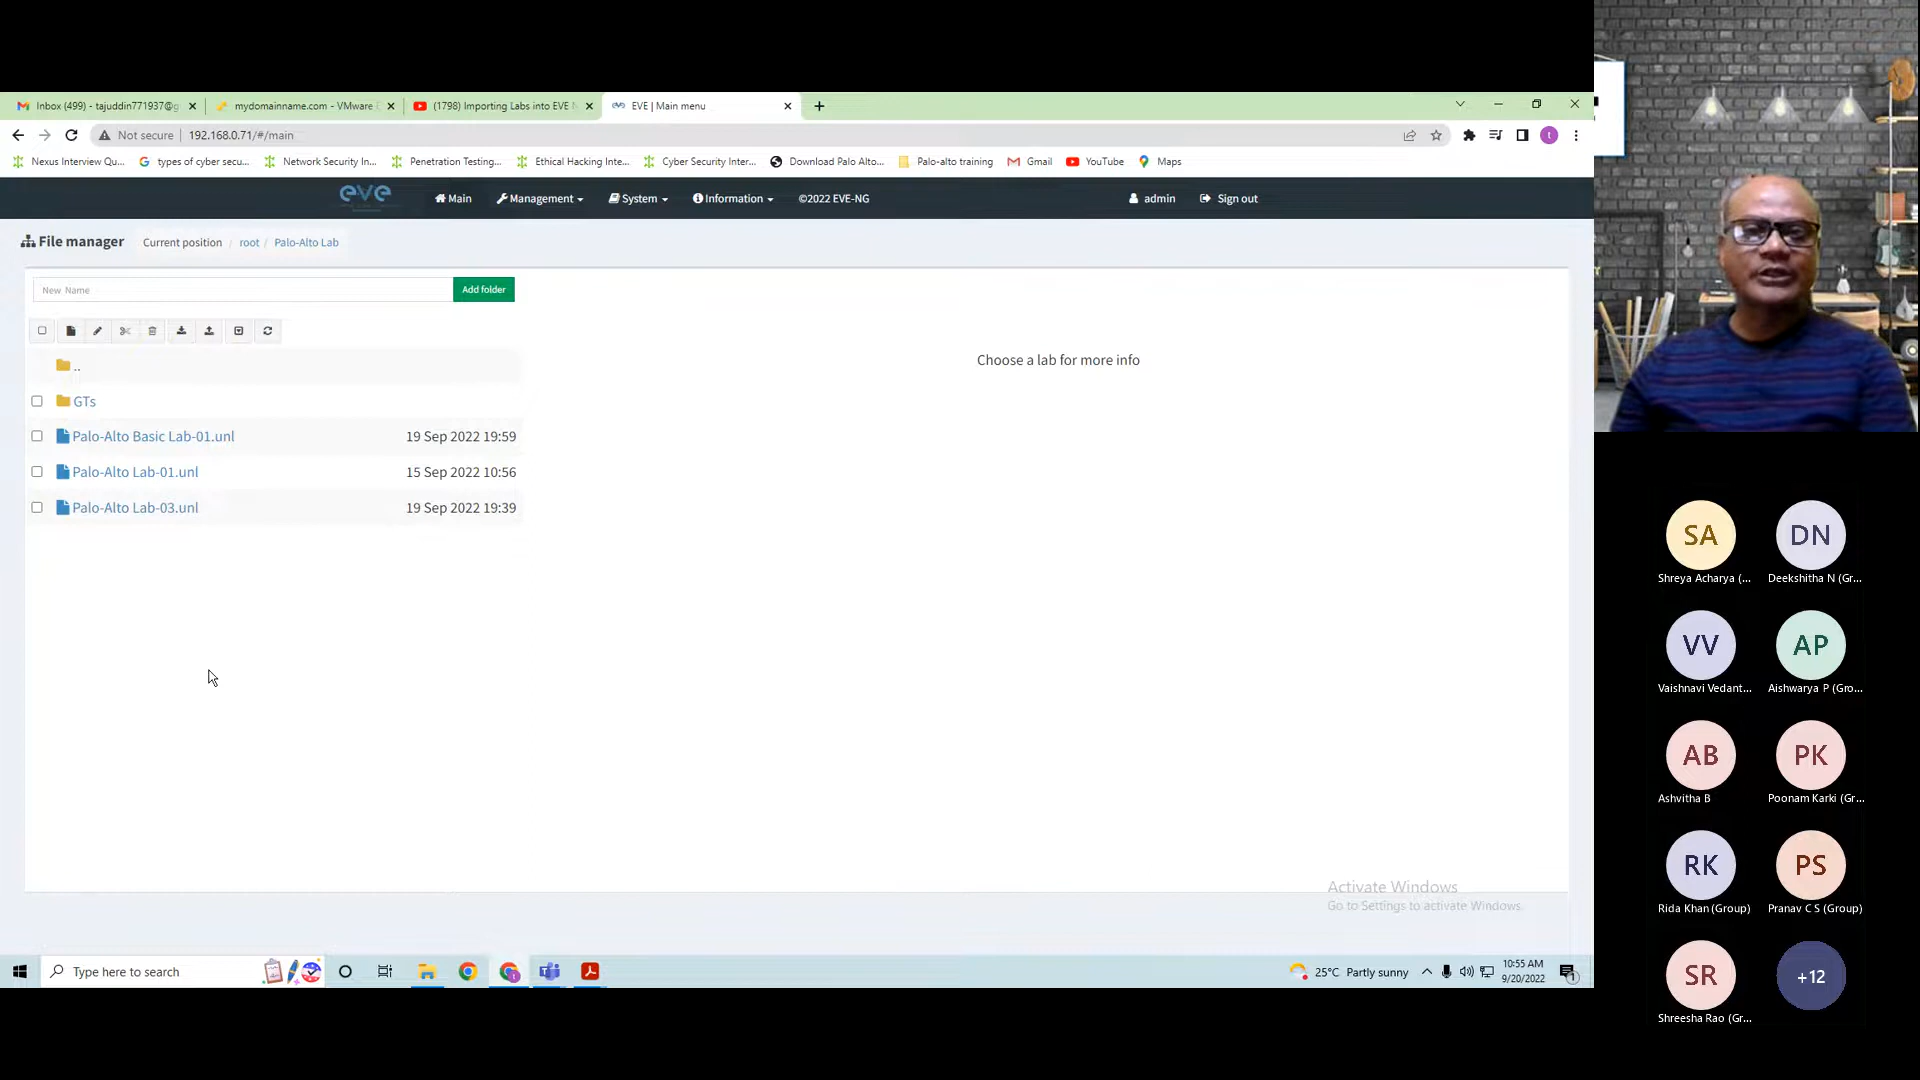 Inbox (499) - tajuddin771937@g
mydomainname.com - VMware
(1798) Importing Labs into EVE
EVE | Main menu
Not secure
192.168.0.71/#/main
t
Nexus Interview Qu...
types of cyber secu...
Network Security In...
Penetration Testing...
Ethical Hacking Inte...
Cyber Security Inter...
Download Palo Alto...
Palo-alto training
Gmail
YouTube
Maps
eve
Main
Management
System
Information
©2022 EVE-NG
admin
Sign out
File manager
Current position / root / Palo-Alto Lab
New Name
Add folder
..
GTs
Choose a lab for more info
Palo-Alto Basic Lab-01.unl 19 Sep 2022 19:59
Palo-Alto Lab-01.unl 15 Sep 2022 10:56
Palo-Alto Lab-03.unl 19 Sep 2022 19:39
Activate Windows
Go to Settings to activate Windows.
Type here to search
25°C Partly sunny
10:55 AM
9/20/2022
1
SA
Shreya Acharya (...
DN
Deekshitha N (Gr...
VV
Vaishnavi Vedant...
AP
Aishwarya P (Gro...
AB
Ashvitha B
PK
Poonam Karki (Gr...
RK
Rida Khan (Group)
PS
Pranav C S (Group)
SR
Shreesha Rao (Gr...
+12